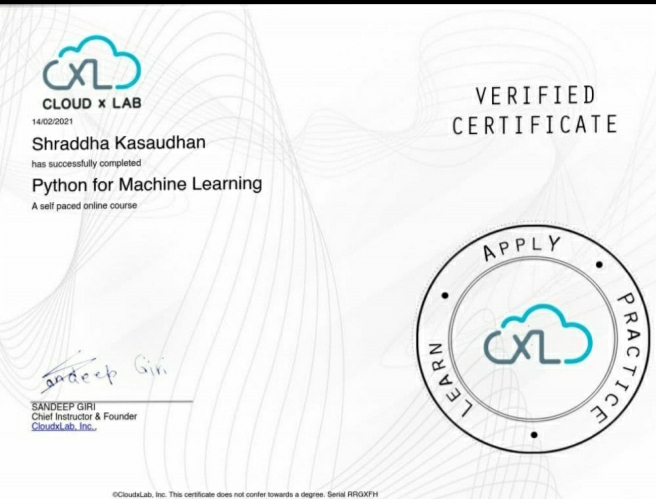 CXL
CLOUD X LAB
14/02/2021
Shraddha Kasaudhan
has successfully completed
Python for Machine Learning
A self paced online course
VERIFIED
CERTIFICATE
APPLY
PRACTICE
LEARN
CXL
Sandeep Giri
SANDEEP GIRI
Chief Instructor & Founder
CloudxLab, Inc.,
©CloudxLab, Inc. This certificate does not confer towards a degree. Serial RRGXFH